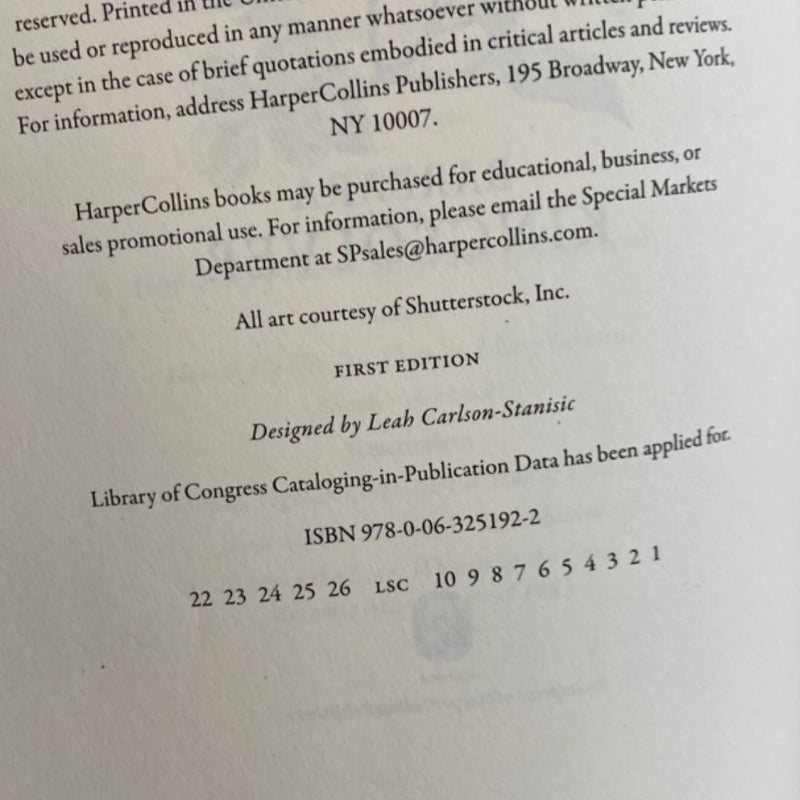 reserved. Printed in the
be used or reproduced in any manner whatsoever without written
except in the case of brief quotations embodied in critical articles and reviews.
For information, address HarperCollins Publishers, 195 Broadway, New York,
NY 10007.
HarperCollins books may be purchased for educational, business, or
sales promotional use. For information, please email the Special Markets
Department at SPsales@harpercollins.com.
All art courtesy of Shutterstock, Inc.
FIRST EDITION
Designed by Leah Carlson-Stanisic
Library of Congress Cataloging-in-Publication Data has been applied for.
ISBN 978-0-06-325192-2
22 23 24 25 26 LSC 10 9 8 7 6 5 4 3 2 1